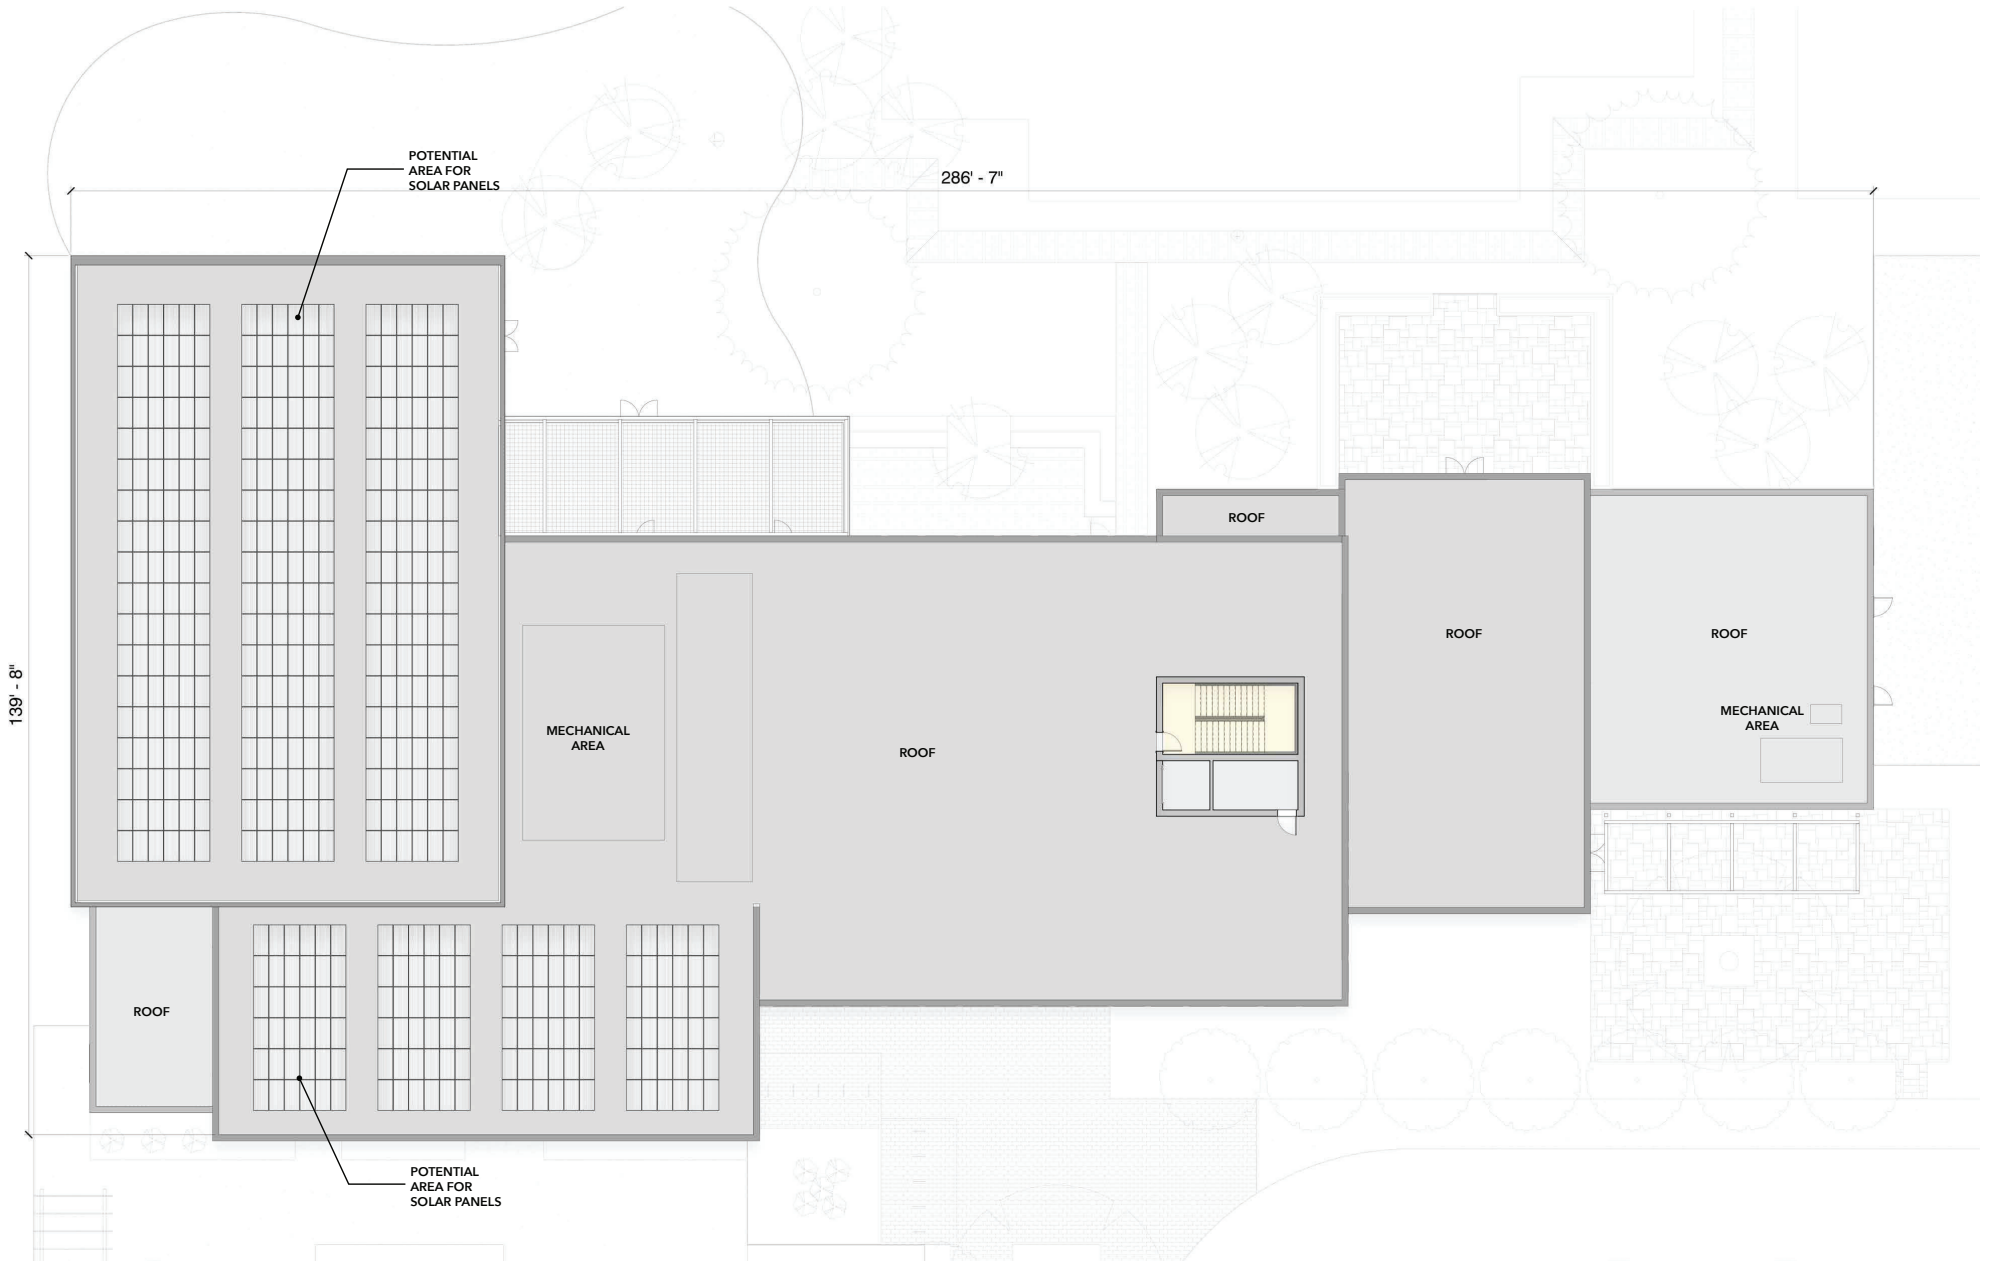 POTENTIAL
AREA FOR
SOLAR PANELS
286' - 7"
139' - 8"
ROOF
ROOF
ROOF
MECHANICAL
AREA
MECHANICAL
AREA
ROOF
ROOF
POTENTIAL
AREA FOR
SOLAR PANELS